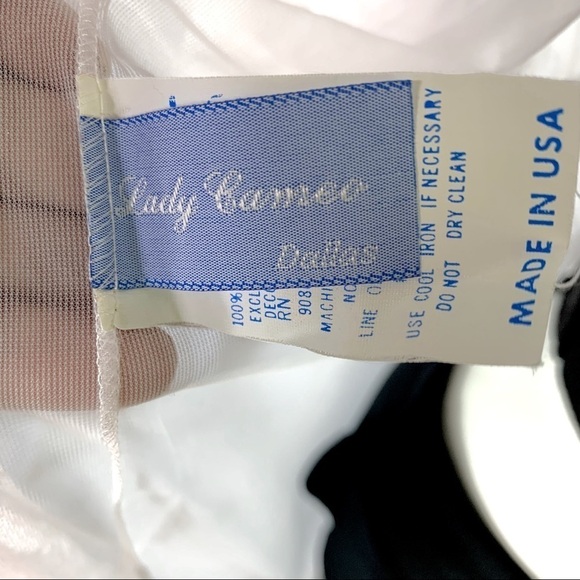 Lady Cameo
Dallas
100%
EXCL
DEC
RN
908
MACHI
NO
LINE
USE COOL IRON IF NECESSARY
DO NOT DRY CLEAN
MADE IN USA